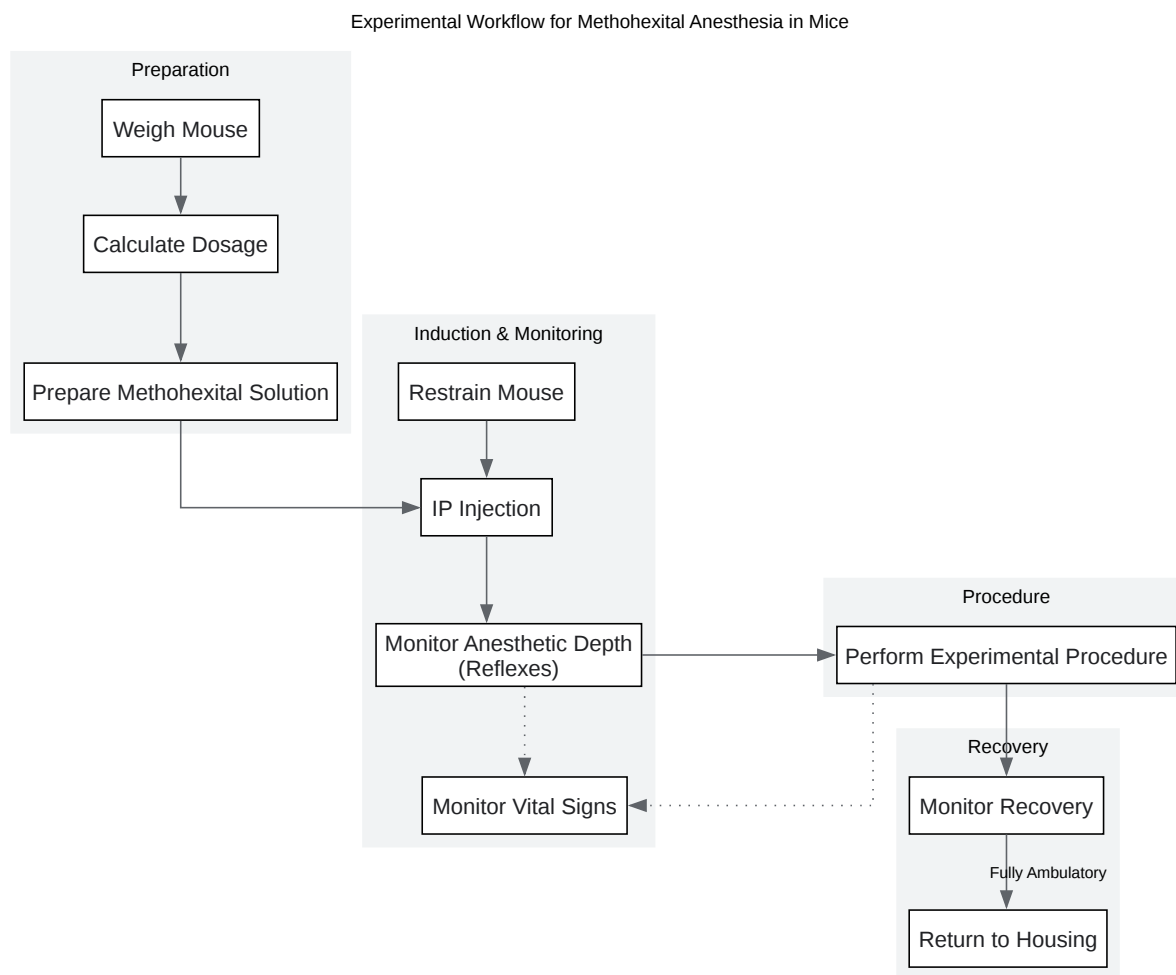 Experimental Workflow for Methohexital Anesthesia in Mice
Preparation
Weigh Mouse
Calculate Dosage
Prepare Methohexital Solution
Induction & Monitoring
Restrain Mouse
IP Injection
Monitor Anesthetic Depth
(Reflexes)
Monitor Vital Signs
Procedure
Perform Experimental Procedure
Recovery
Monitor Recovery
Fully Ambulatory
Return to Housing